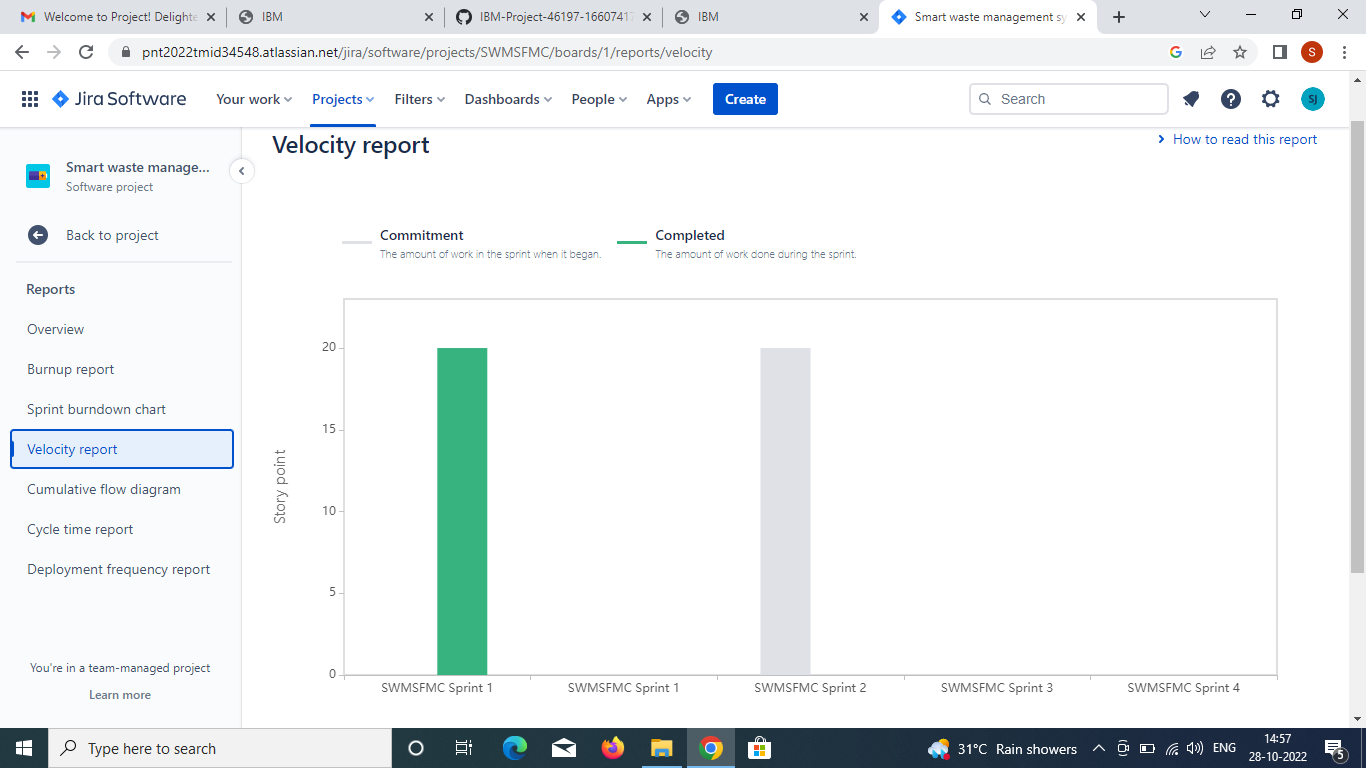 Welcome to Project! Delighte
IBM
IBM-Project-46197-16607417
IBM
Smart waste management sy
pnt2022tmid34548.atlassian.net/jira/software/projects/SWMSFMC/boards/1/reports/velocity
S
Jira Software
Your work
Projects
Filters
Dashboards
People
Apps
Create
Search
SJ
Smart waste manage...
Software project
Back to project
Reports
Overview
Burnup report
Sprint burndown chart
Velocity report
Cumulative flow diagram
Cycle time report
Deployment frequency report
You're in a team-managed project
Learn more
Velocity report
How to read this report
Commitment
The amount of work in the sprint when it began.
Completed
The amount of work done during the sprint.
Story point
20
15
10
5
0
SWMSFMC Sprint 1
SWMSFMC Sprint 1
SWMSFMC Sprint 2
SWMSFMC Sprint 3
SWMSFMC Sprint 4
Type here to search
31°C Rain showers
ENG
14:57
28-10-2022
5